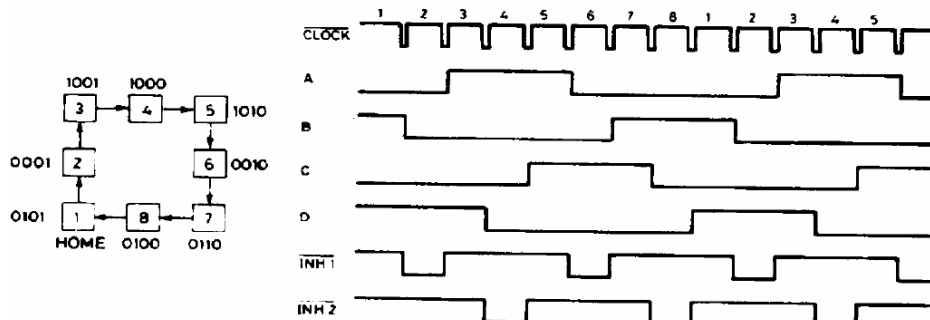 1001 1000
3 4 5 1010
0001 2 6 0010
0101 1 8 7
HOME 0100 0110
1 2 3 4 5 6 7 8 1 2 3 4 5
CLOCK
A
B
C
D
INH 1
INH 2